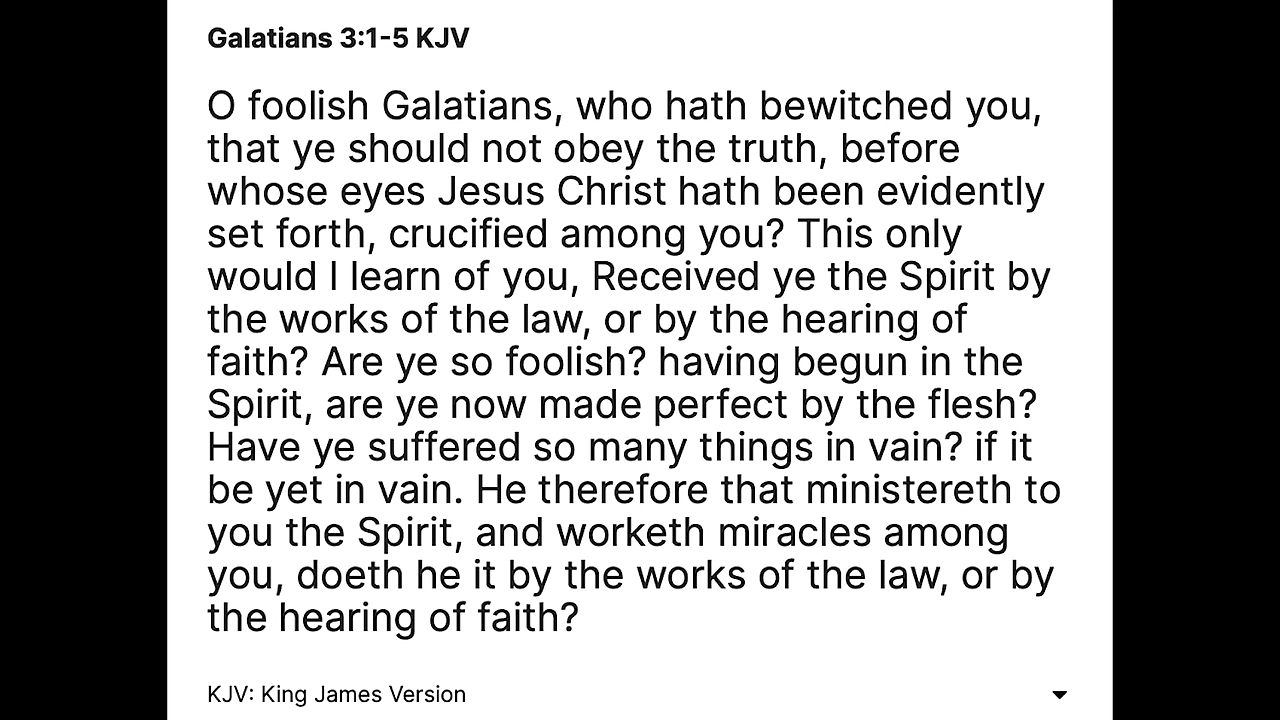 Galatians 3:1-5 KJV
O foolish Galatians, who hath bewitched you,
that ye should not obey the truth, before
whose eyes Jesus Christ hath been evidently
set forth, crucified among you? This only
would I learn of you, Received ye the Spirit by
the works of the law, or by the hearing of
faith? Are ye so foolish? having begun in the
Spirit, are ye now made perfect by the flesh?
Have ye suffered so many things in vain? if it
be yet in vain. He therefore that ministereth to
you the Spirit, and worketh miracles among
you, doeth he it by the works of the law, or by
the hearing of faith?
KJV: King James Version